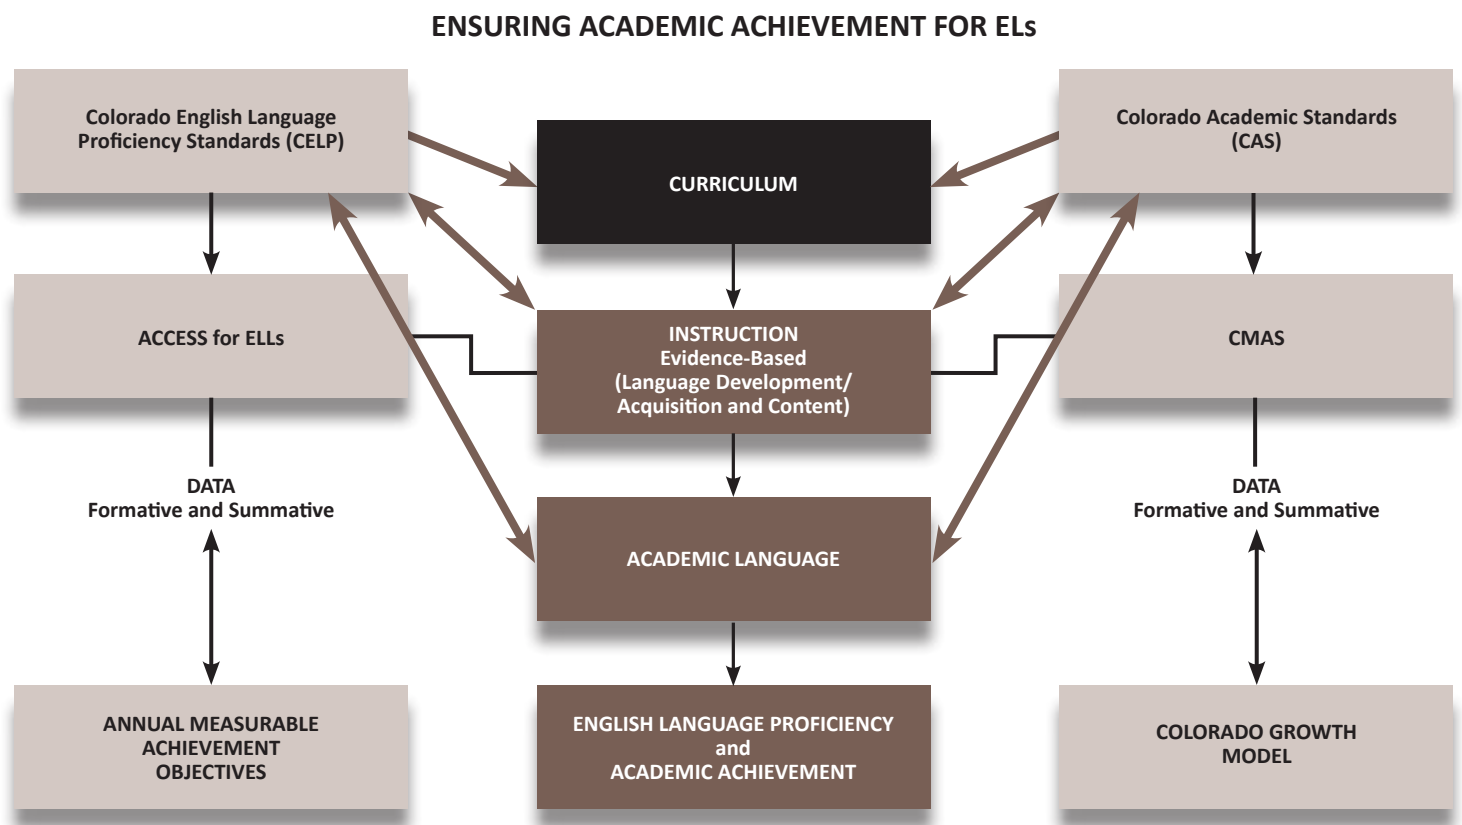 ENSURING ACADEMIC ACHIEVEMENT FOR ELs
Colorado English Language
Proficiency Standards (CELP)
CURRICULUM
Colorado Academic Standards
(CAS)
ACCESS for ELLs
INSTRUCTION
Evidence-Based
(Language Development/
Acquisition and Content)
CMAS
DATA
Formative and Summative
ACADEMIC LANGUAGE
DATA
Formative and Summative
ANNUAL MEASURABLE
ACHIEVEMENT
OBJECTIVES
ENGLISH LANGUAGE PROFICIENCY
and
ACADEMIC ACHIEVEMENT
COLORADO GROWTH
MODEL